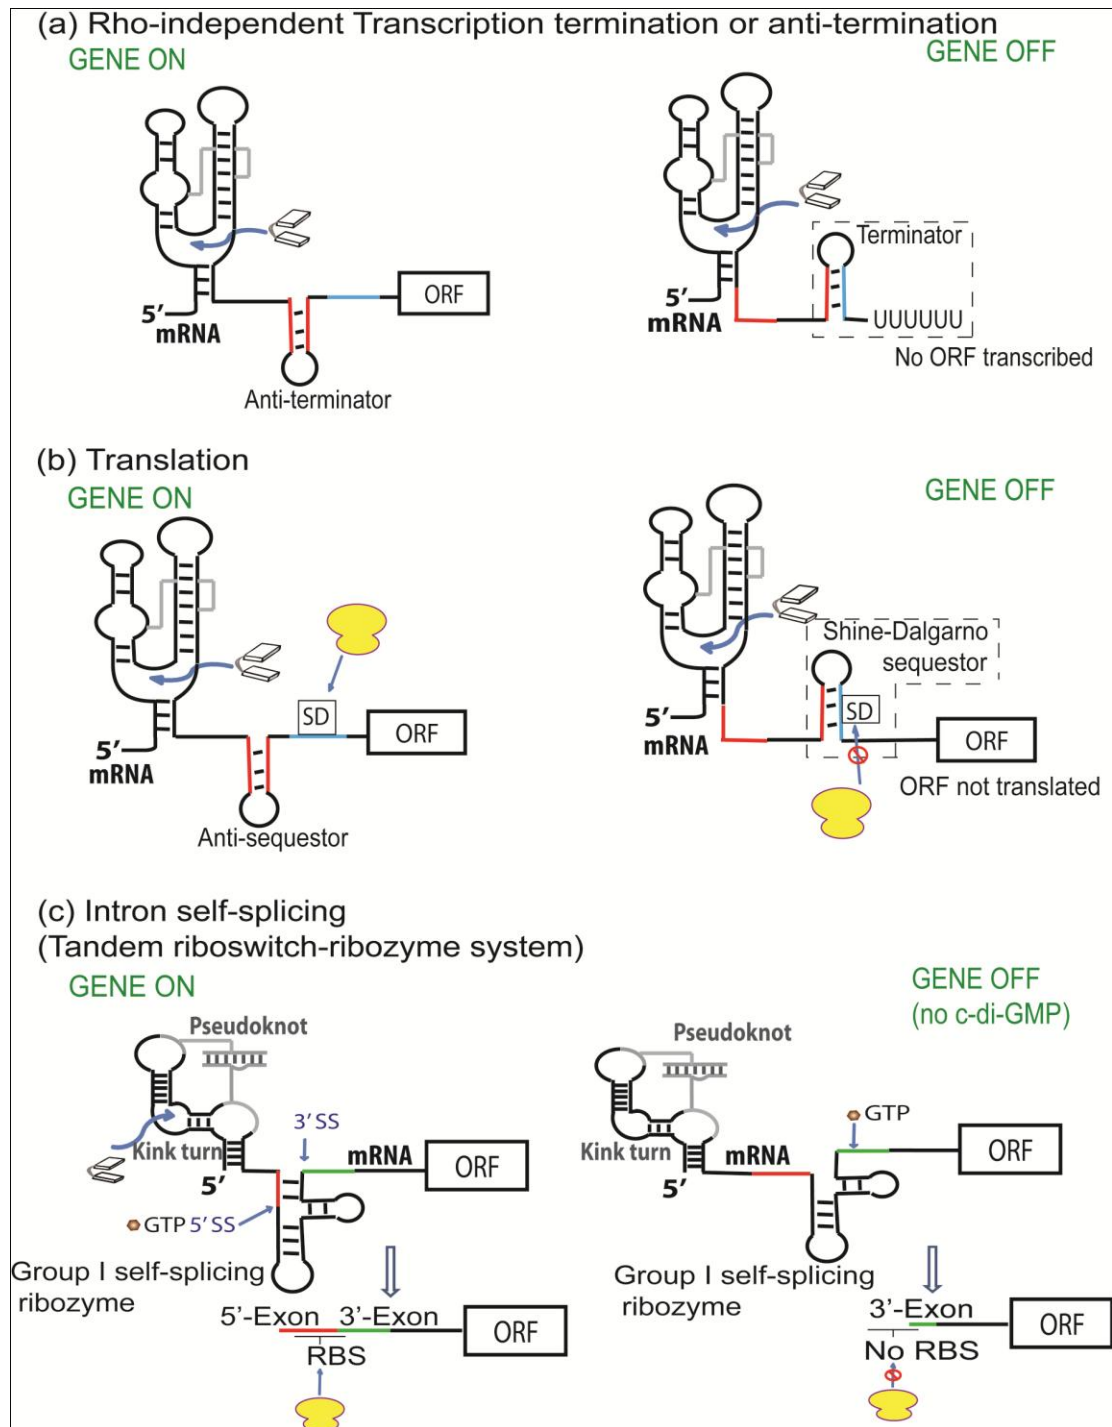 (a) Rho-independent Transcription termination or anti-termination
GENE ON
GENE OFF
5’
mRNA
Anti-terminator
ORF
Terminator
5’
mRNA
UUUUUU
No ORF transcribed
(b) Translation
GENE ON
GENE OFF
SD
5’
mRNA
ORF
Anti-sequestor
Shine-Dalgarno
sequestor
SD
5’
mRNA
ORF
ORF not translated
(c) Intron self-splicing
(Tandem riboswitch-ribozyme system)
GENE ON
GENE OFF
(no c-di-GMP)
Pseudoknot
3’ SS
Kink turn
mRNA
ORF
5’
GTP 5’ SS
Group I self-splicing
ribozyme
5’-Exon 3’-Exon
ORF
RBS
Pseudoknot
GTP
Kink turn
mRNA
ORF
5’
Group I self-splicing
ribozyme
3’-Exon
ORF
No RBS